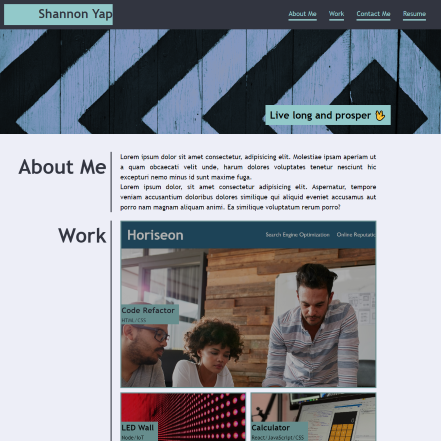 Shannon Yap
About Me Work Contact Me Resume
Live long and prosper 🖖
About Me
Lorem ipsum dolor sit amet consectetur, adipisicing elit. Molestiae ipsam aperiam ut
a quam obcaecati velit unde, harum dolores voluptates tenetur nesciunt hic
excepturi nemo minus id sunt maxime fuga.
Lorem ipsum dolor, sit amet consectetur adipisicing elit. Aspernatur, tempore
veniam accusantium doloribus dolores similique qui aliquid eveniet accusamus aut
porro nam magnam aliquam animi. Ea similique voluptatum rerum porro?
Work
Horiseon
Search Engine Optimization Online Reputatio
Code Refactor
HTML/CSS
LED Wall
Node/IoT
Calculator
React/JavaScript/CSS